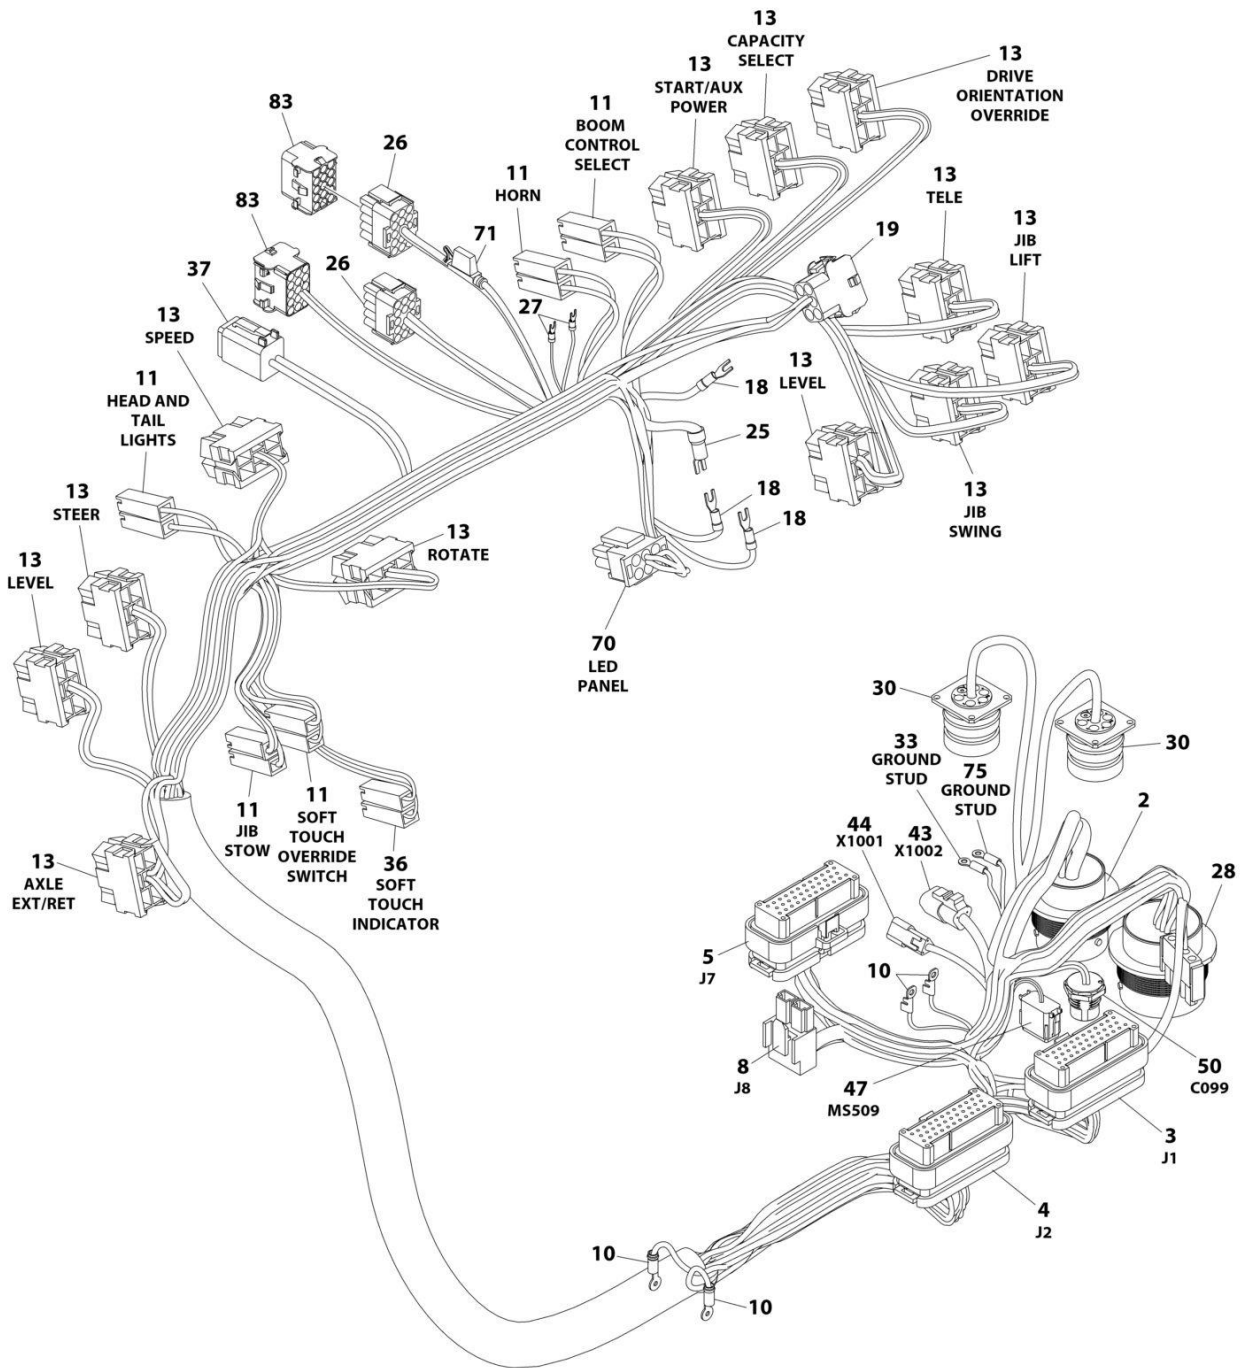 13
CAPACITY
SELECT
13
DRIVE
ORIENTATION
OVERRIDE
13
START/AUX
POWER
83
11
BOOM
CONTROL
SELECT
26
11
HORN
13
TELE
83
71
19
13
JIB
LIFT
37
26
27
13
SPEED
13
LEVEL
18
11
HEAD AND
TAIL
LIGHTS
25
13
STEER
18
18
13
JIB
SWING
13
ROTATE
13
LEVEL
70
LED
PANEL
30
30
33
GROUND
STUD
75
GROUND
STUD
2
11
JIB
STOW
11
SOFT
TOUCH
OVERRIDE
SWITCH
44
X1001
43
X1002
28
13
AXLE
EXT/RET
36
SOFT
TOUCH
INDICATOR
5
J7
10
8
J8
47
MS509
50
C099
3
J1
4
J2
10
10